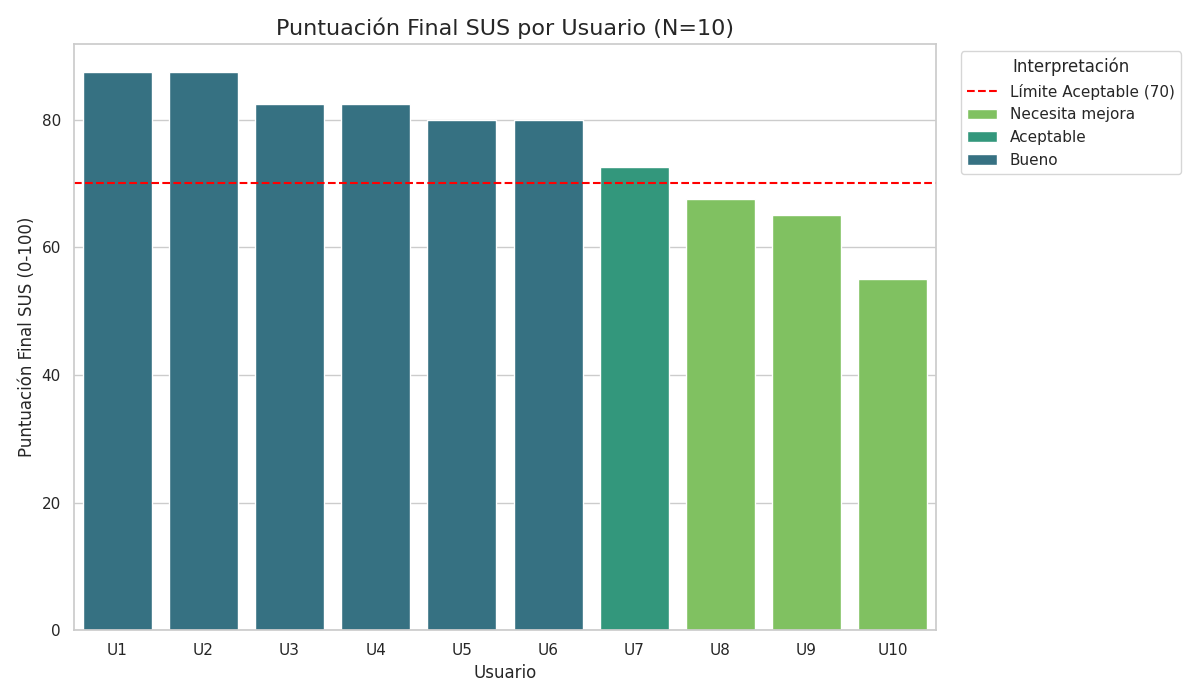 Puntuación Final SUS por Usuario (N=10)
Interpretación
Límite Aceptable (70)
Necesita mejora
Aceptable
Bueno
Puntuación Final SUS (0-100)
80
60
40
20
0
U1 U2 U3 U4 U5 U6 U7 U8 U9 U10
Usuario